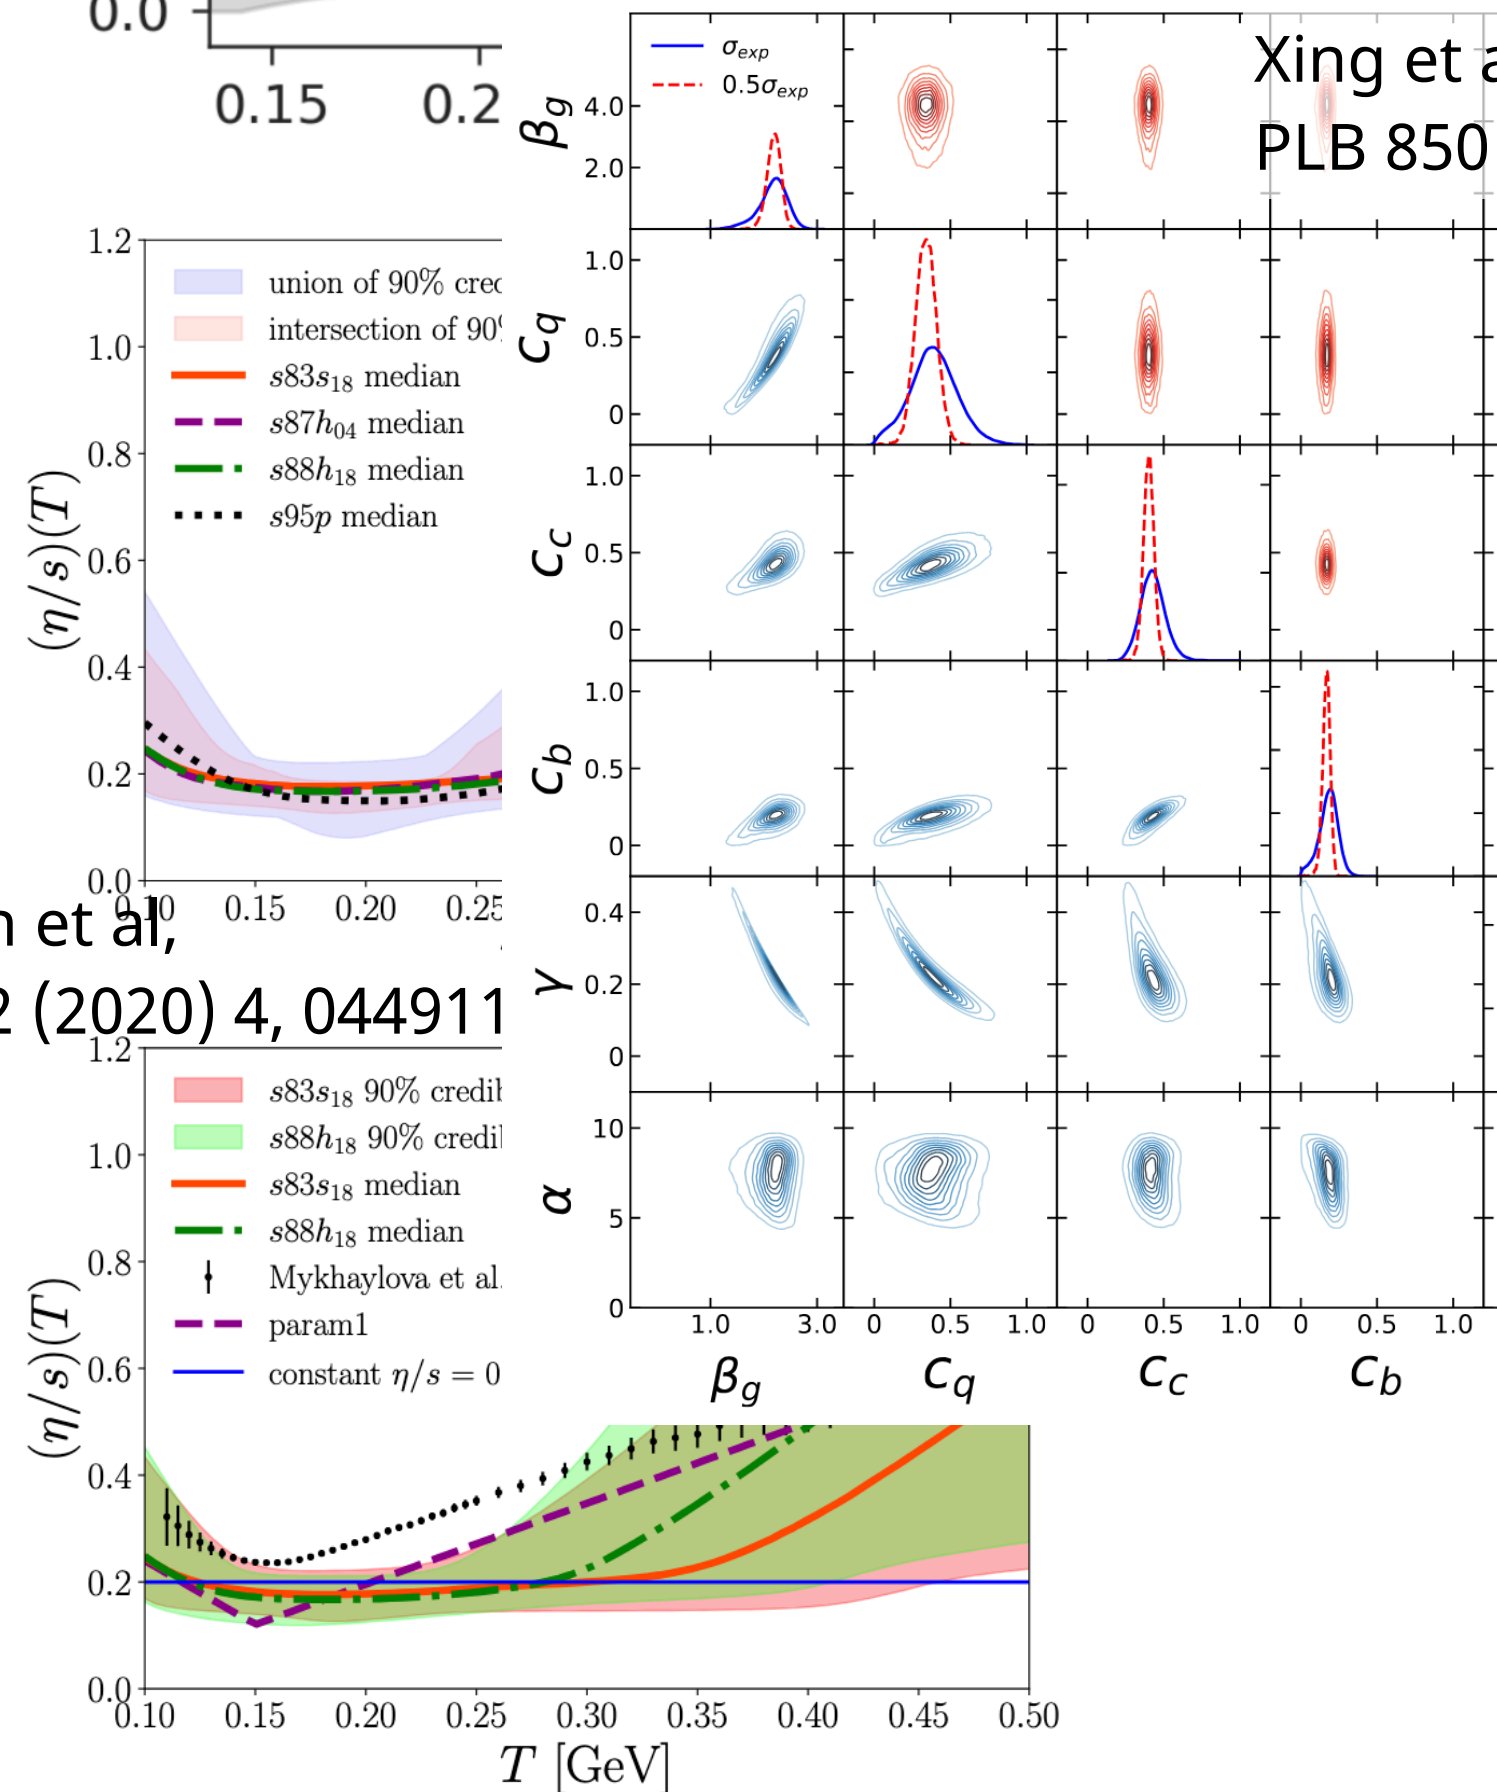 0.0
0.15 0.2
Xing et a
PLB 850
σexp
0.5σexp
βg
4.0
2.0
cq
1.0
0.5
0
cc
1.0
0.5
0
cb
1.0
0.5
0
γ
0.4
0.2
0
α
10
5
0
1.0 3.0 0 0.5 1.0 0 0.5 1.0 0 0.5 1.0
βg cq cc cb
1.2
1.0
0.8
0.6
0.4
0.2
0.0
(η/s)(T)
union of 90% cred
intersection of 90%
s83s18 median
s87h04 median
s88h18 median
s95p median
0.10 0.15 0.20 0.25
n et al,
2 (2020) 4, 044911
1.2
1.0
0.8
0.6
0.4
0.2
0.0
(η/s)(T)
s83s18 90% credib
s88h18 90% credib
s83s18 median
s88h18 median
Mykhaylova et al.
param1
constant η/s = 0
0.10 0.15 0.20 0.25 0.30 0.35 0.40 0.45 0.50
T [GeV]